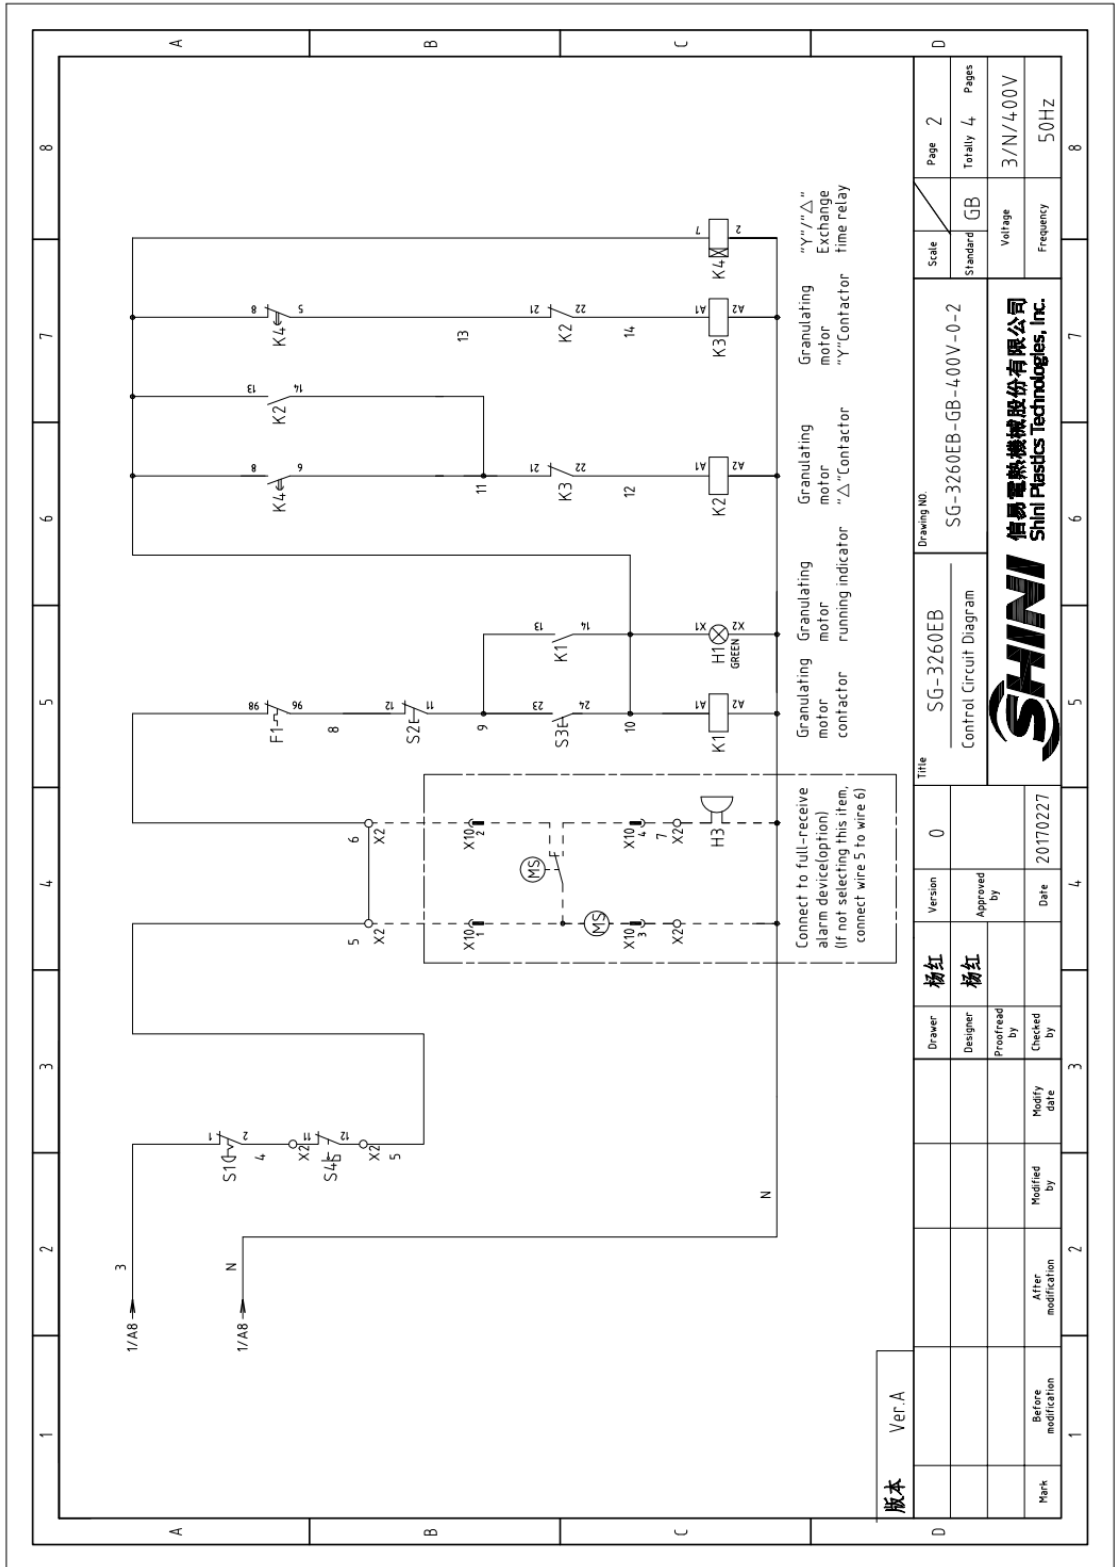 1 2 3 4 5 6 7 8
A
B
C
D
A
B
C
D
1/A8
3
1/A8
N
N
S1
1
2
4
X2
S4
11
12
X2
5
5
X2
6
X2
X10
1
X10
2
MS
MS
X10
3
X2
X10
4
7
X2
H3
Connect to full-receive
alarm device(option)
(If not selecting this item,
connect wire 5 to wire 6)
F1
98
96
8
S2
12
11
9
S3
23
24
10
K1
13
14
K1
A1
A2
H1
GREEN
X1
X2
K4
8
6
K2
13
14
11
K3
21
22
12
K2
A1
A2
K4
8
5
13
K2
21
22
14
K3
A1
A2
K4
7
2
Granulating
motor
contactor
Granulating
motor
running indicator
Granulating
motor
"△"Contactor
Granulating
motor
"Y"Contactor
"Y"/"△"
Exchange
time relay
版本 Ver.A
Mark
Before
modification
After
modification
Modified
by
Modify
date
Drawer 杨红
Designer 杨红
Proofread
by
Checked
by
Version 0
Approved
by
Date 20170227
Title
SG-3260EB
Control Circuit Diagram
Drawing NO.
SG-3260EB-GB-400V-0-2
SHINI
信易電熱機械股份有限公司
Shini Plastics Technologies, Inc.
Scale
Page 2
Standard GB
Totally 4 Pages
Voltage 3/N/400V
Frequency 50Hz
1 2 3 4 5 6 7 8